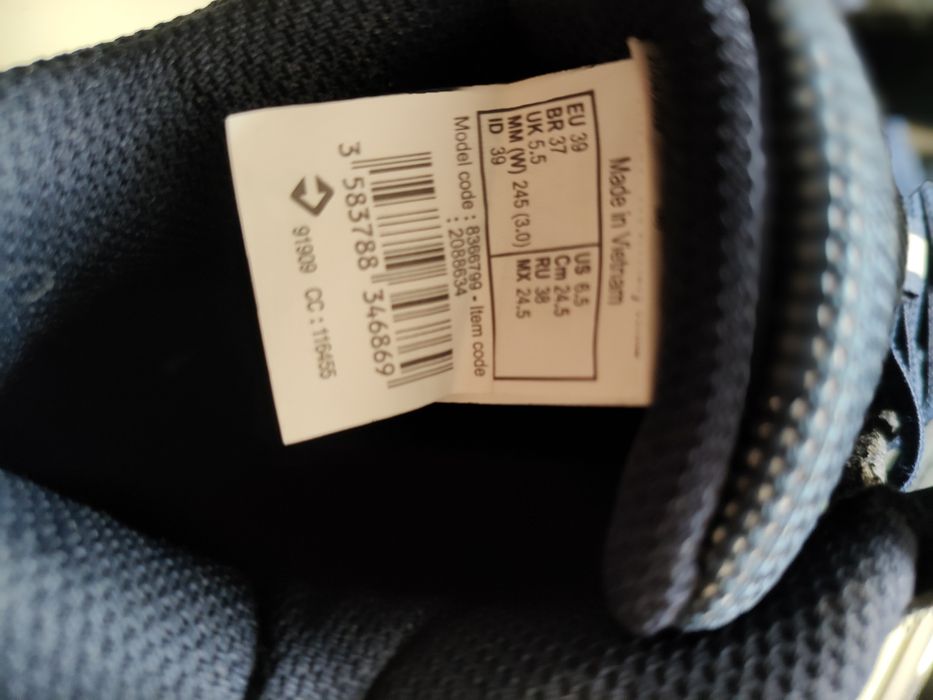 Made in Vietnam
EU 39
BR 37
UK 5.5
MM (W) 245 (3.0)
ID 39
US 6,5
Cm 24,5
RU 38
MX 24.5
Model code : 8366799 - Item code
: 2088634
3 583788 346869
91909 CC : 116455